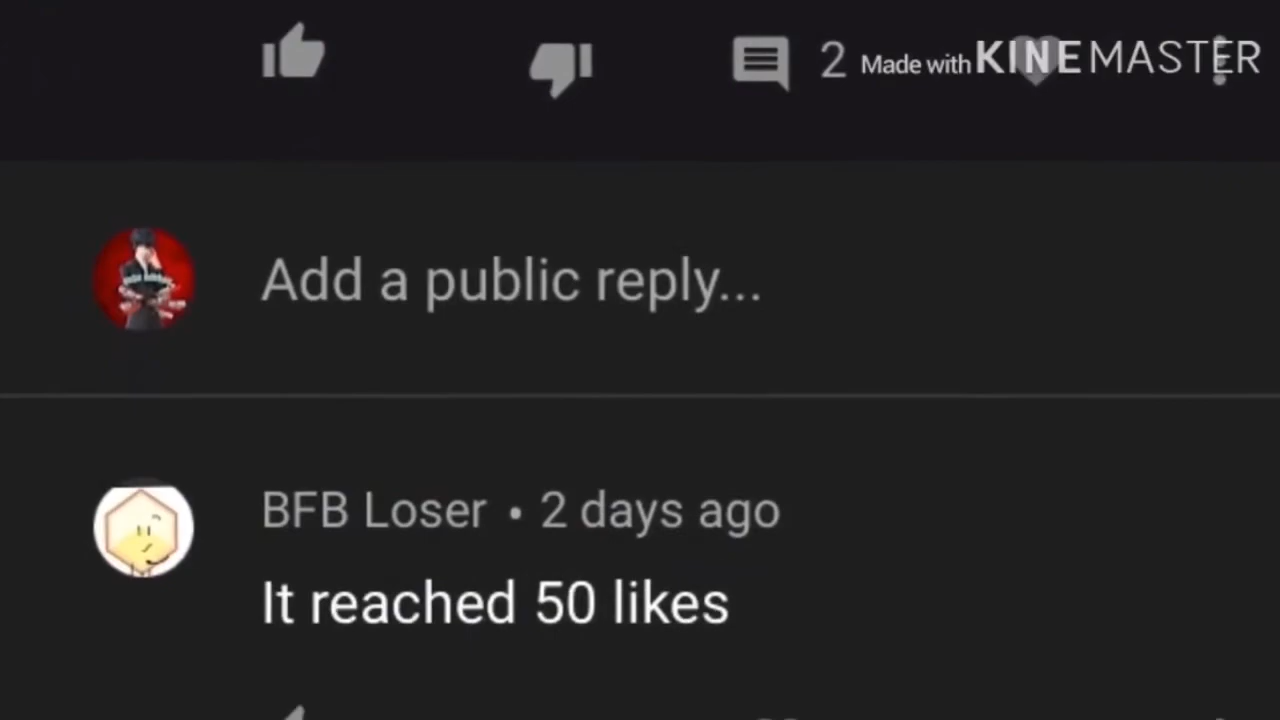 2 Made with KINEMASTER
Add a public reply...
BFB Loser • 2 days ago
It reached 50 likes